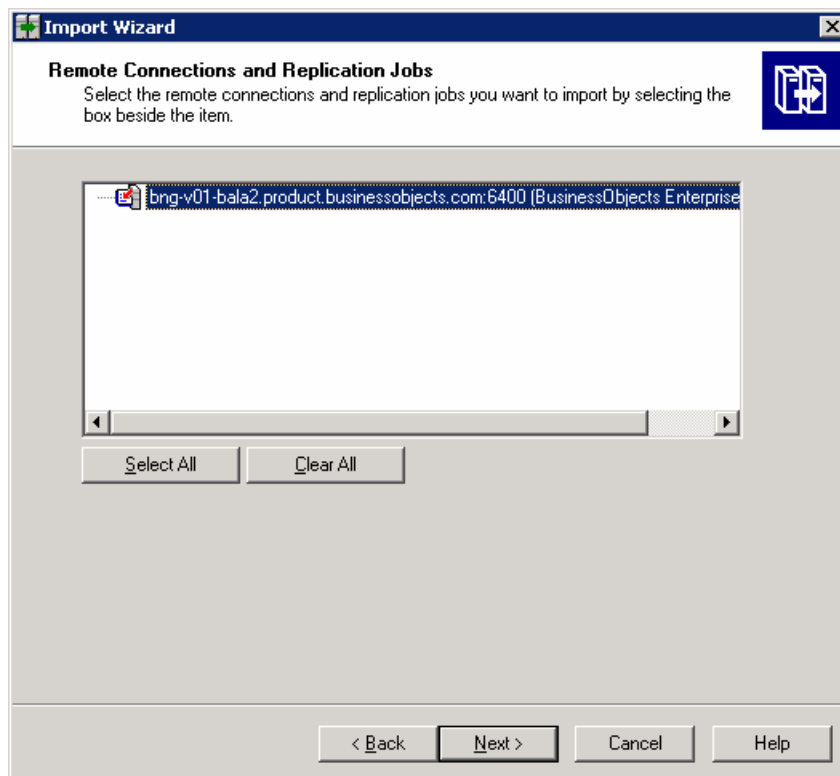 Import Wizard
Remote Connections and Replication Jobs
Select the remote connections and replication jobs you want to import by selecting the
box beside the item.
bng-v01-bala2.product.businessobjects.com:6400 (BusinessObjects Enterprise
Select All
Clear All
< Back
Next >
Cancel
Help